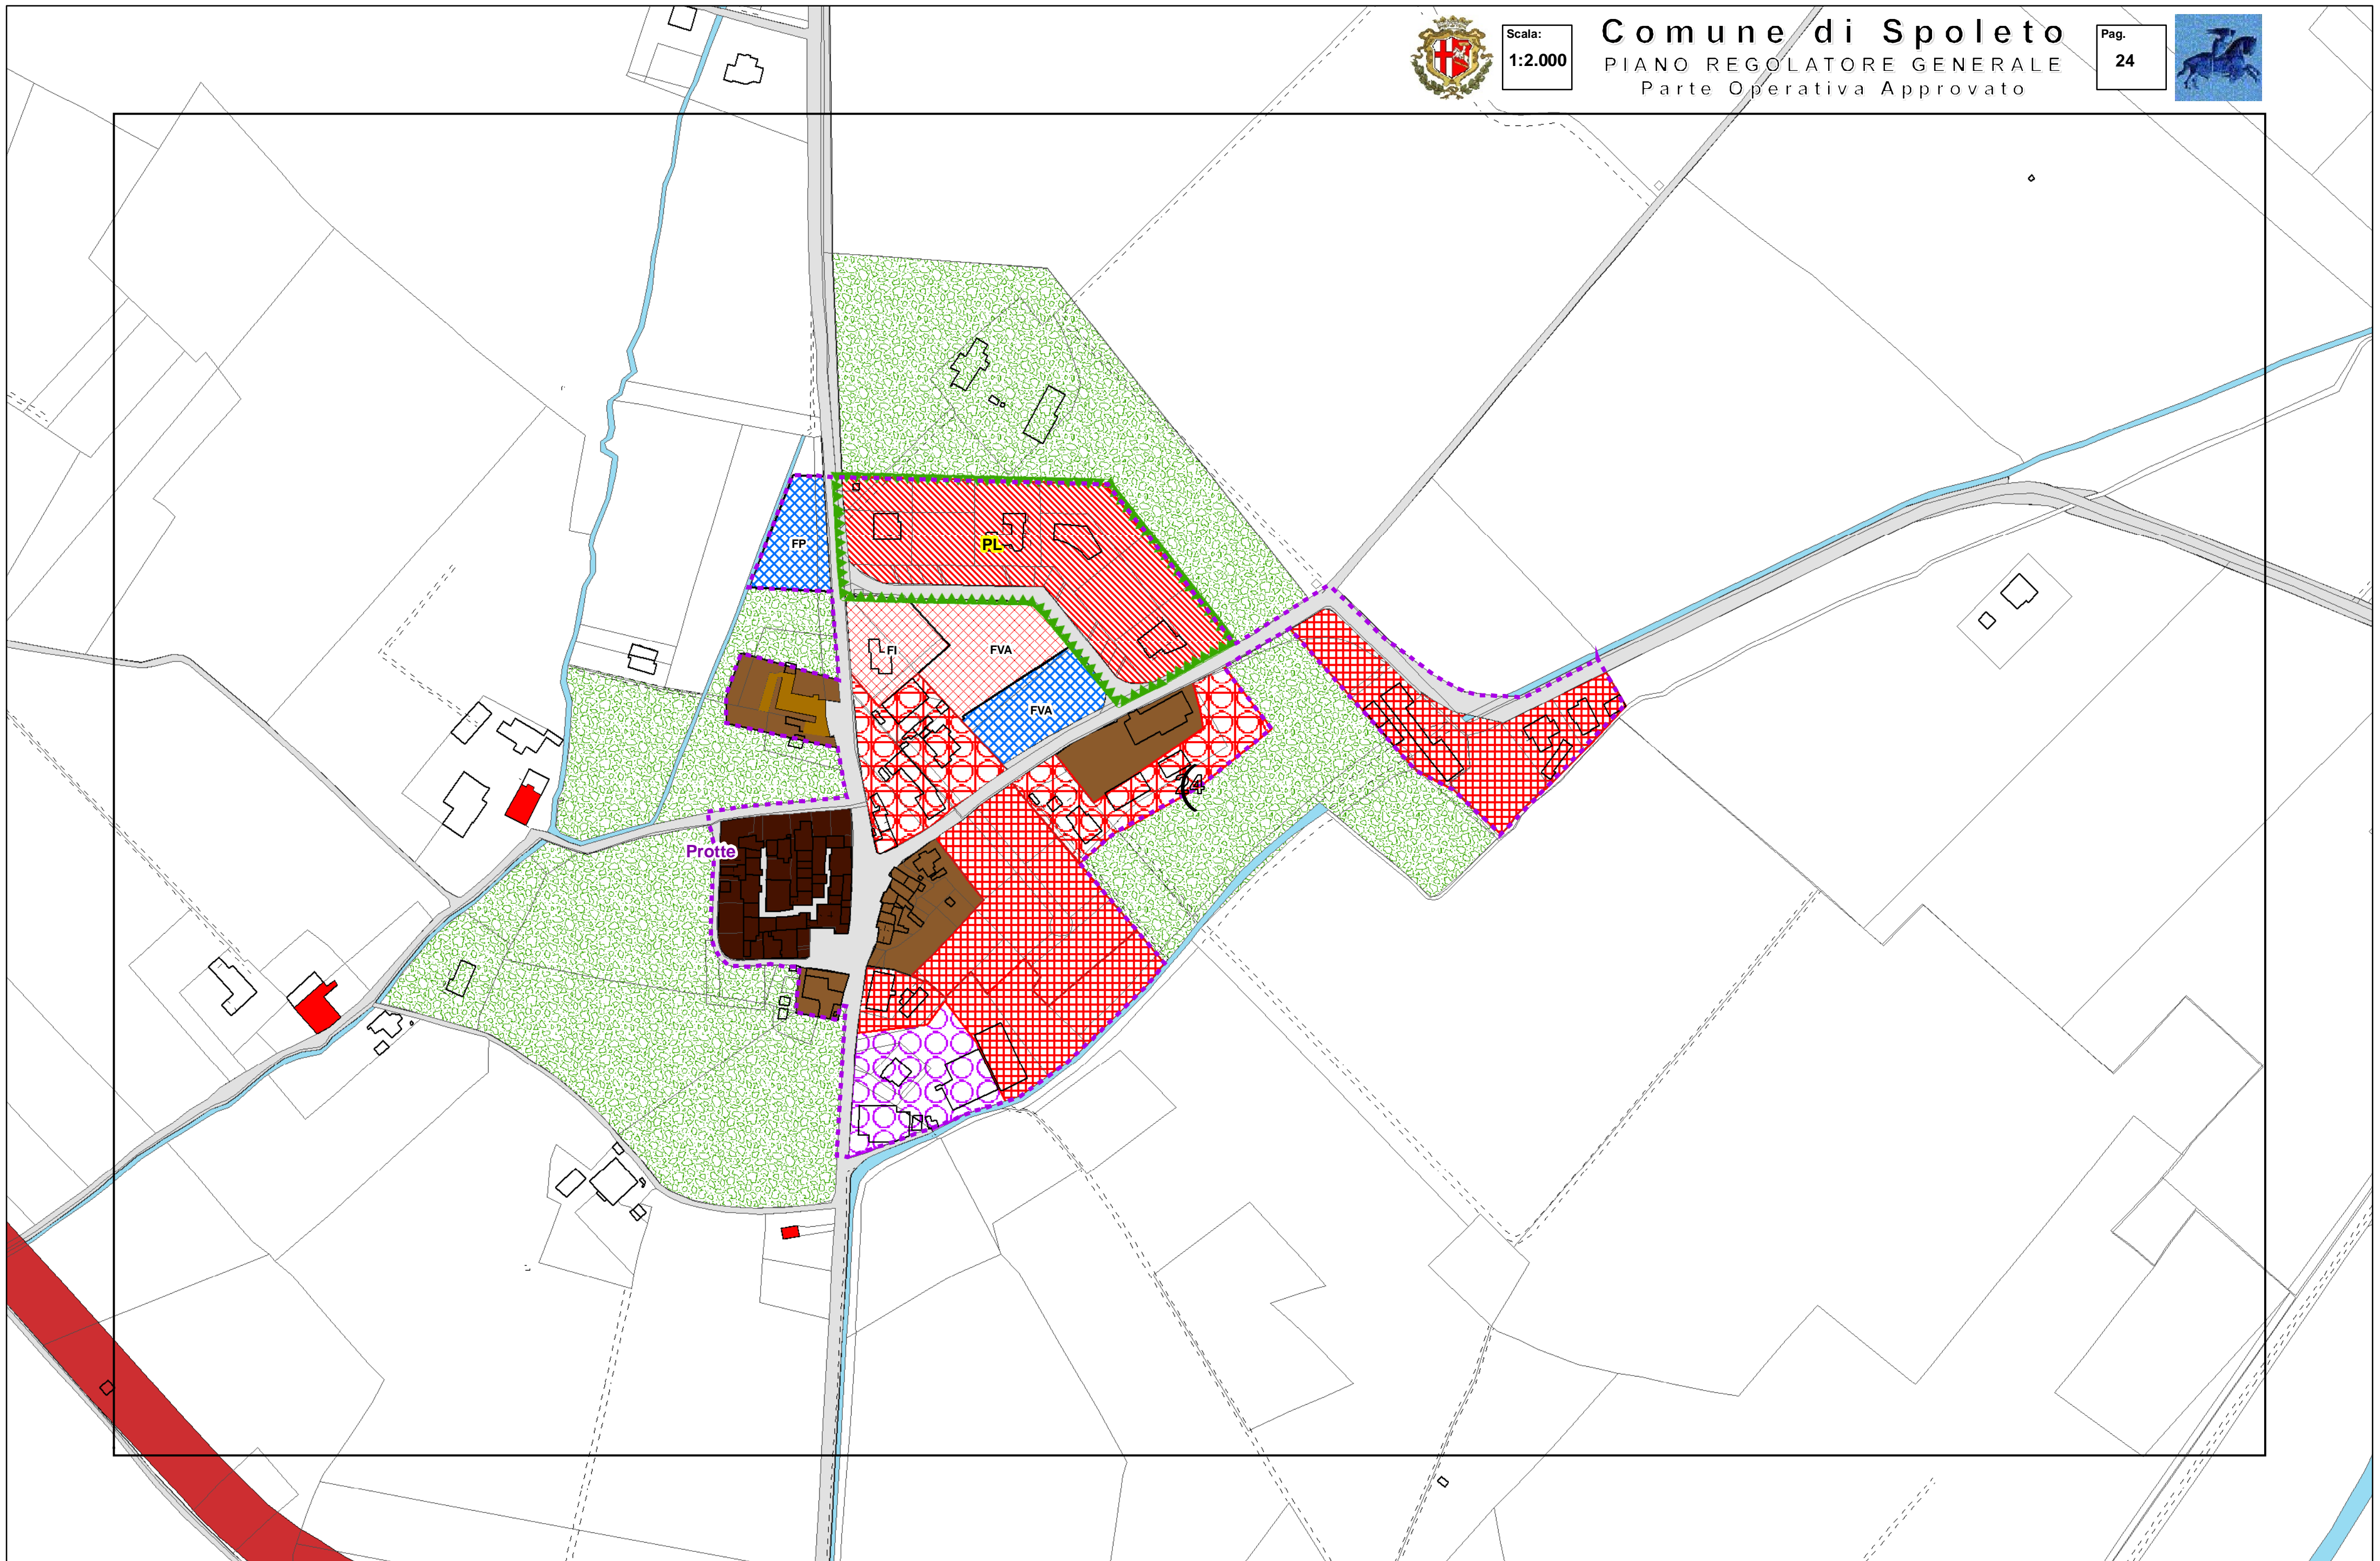 Scala:
1:2.000
Comune di Spoleto
PIANO REGOLATORE GENERALE
Parte Operativa Approvato
Pag.
24
FP
PL
FI
FVA
FVA
24
Protte